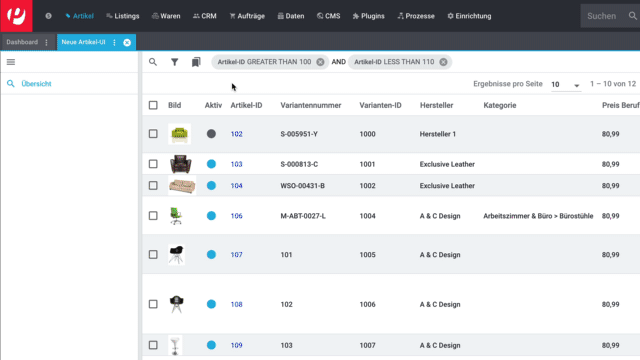 Artikel Listings Waren CRM Aufträge Daten CMS Plugins Prozesse Einrichtung Suchen
Dashboard Neue Artikel-UI
Übersicht
Artikel-ID GREATER THAN 100 AND Artikel-ID LESS THAN 110
Ergebnisse pro Seite 10 1 – 10 von 12
Bild Aktiv Artikel-ID Variantennummer Varianten-ID Hersteller Kategorie Preis Beruf
102 S-005951-Y 1000 Hersteller 1 80,99
103 S-000813-C 1001 Exclusive Leather 80,99
104 WSO-00431-B 1002 Exclusive Leather 80,99
106 M-ABT-0027-L 1004 A & C Design Arbeitszimmer & Büro > Bürostühle 80,99
107 101 1005 A & C Design 80,99
108 102 1006 A & C Design 80,99
109 103 1007 A & C Design 80,99